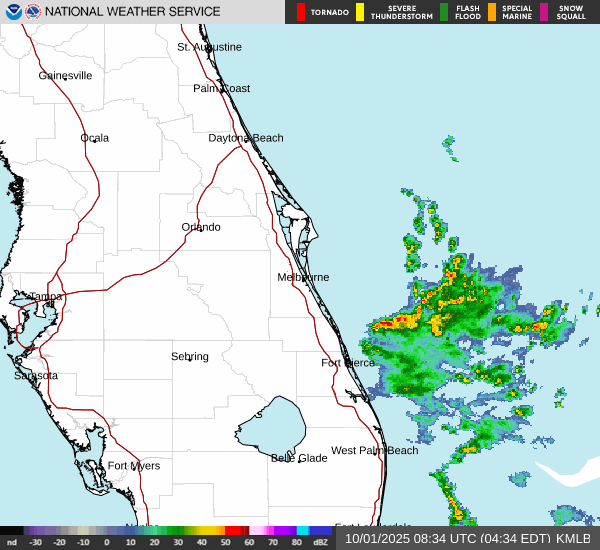 NATIONAL WEATHER SERVICE
TORNADO
SEVERE
THUNDERSTORM
FLASH
FLOOD
SPECIAL
MARINE
SNOW
SQUALL
St. Augustine
Gainesville
Palm Coast
Ocala
Daytona Beach
Orlando
Melbourne
Tampa
Sebring
Fort Pierce
Sarasota
West Palm Beach
Belle Glade
Fort Myers
nd -30 -20 -10 0 10 20 30 40 50 60 70 80 dBZ
10/01/2025 08:34 UTC (04:34 EDT) KMLB